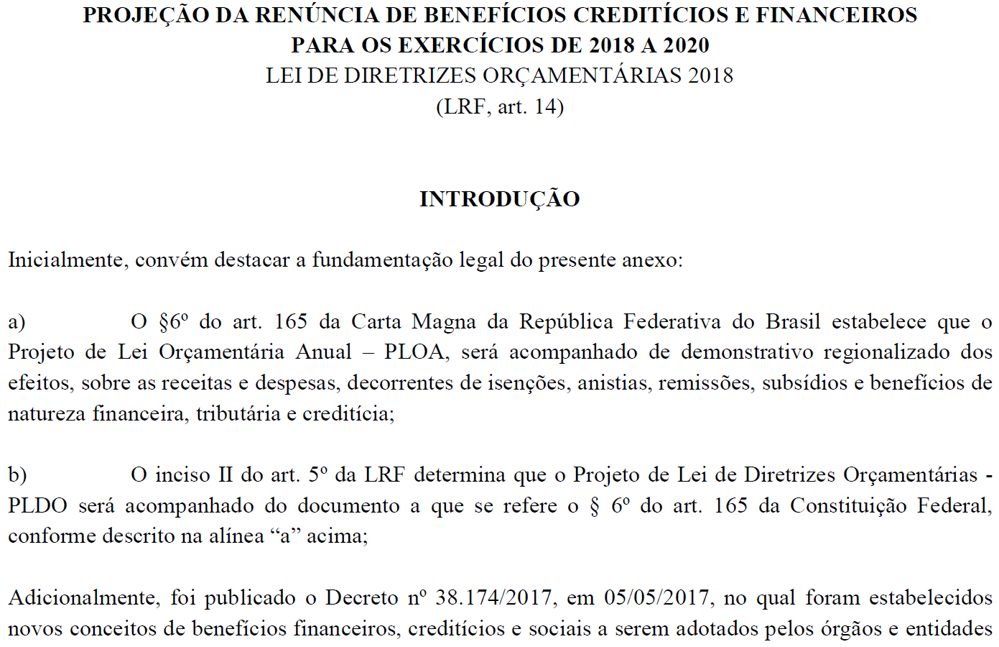 PROJEÇÃO DA RENÚNCIA DE BENEFÍCIOS CREDITÍCIOS E FINANCEIROS
PARA OS EXERCÍCIOS DE 2018 A 2020
LEI DE DIRETRIZES ORÇAMENTÁRIAS 2018
(LRF, art. 14)
INTRODUÇÃO
Inicialmente, convém destacar a fundamentação legal do presente anexo:
a) O §6º do art. 165 da Carta Magna da República Federativa do Brasil estabelece que o
Projeto de Lei Orçamentária Anual – PLOA, será acompanhado de demonstrativo regionalizado dos
efeitos, sobre as receitas e despesas, decorrentes de isenções, anistias, remissões, subsídios e benefícios de
natureza financeira, tributária e creditícia;
b) O inciso II do art. 5º da LRF determina que o Projeto de Lei de Diretrizes Orçamentárias -
PLDO será acompanhado do documento a que se refere o § 6º do art. 165 da Constituição Federal,
conforme descrito na alínea “a” acima;
Adicionalmente, foi publicado o Decreto nº 38.174/2017, em 05/05/2017, no qual foram estabelecidos
novos conceitos de benefícios financeiros, creditícios e sociais a serem adotados pelos órgãos e entidades